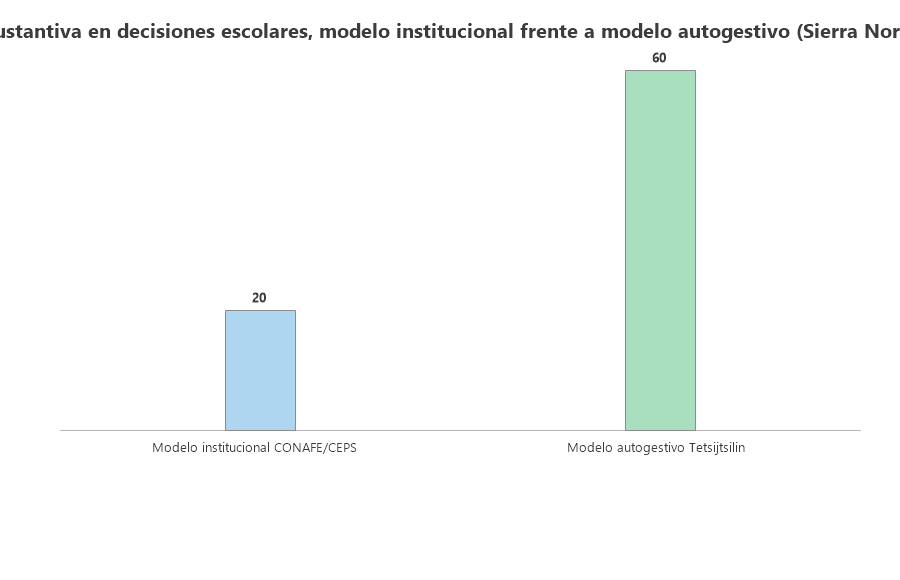 ustantiva en decisiones escolares, modelo institucional frente a modelo autogestivo (Sierra Nor
60
20
Modelo institucional CONAFE/CEPS
Modelo autogestivo Tetsijtsilin